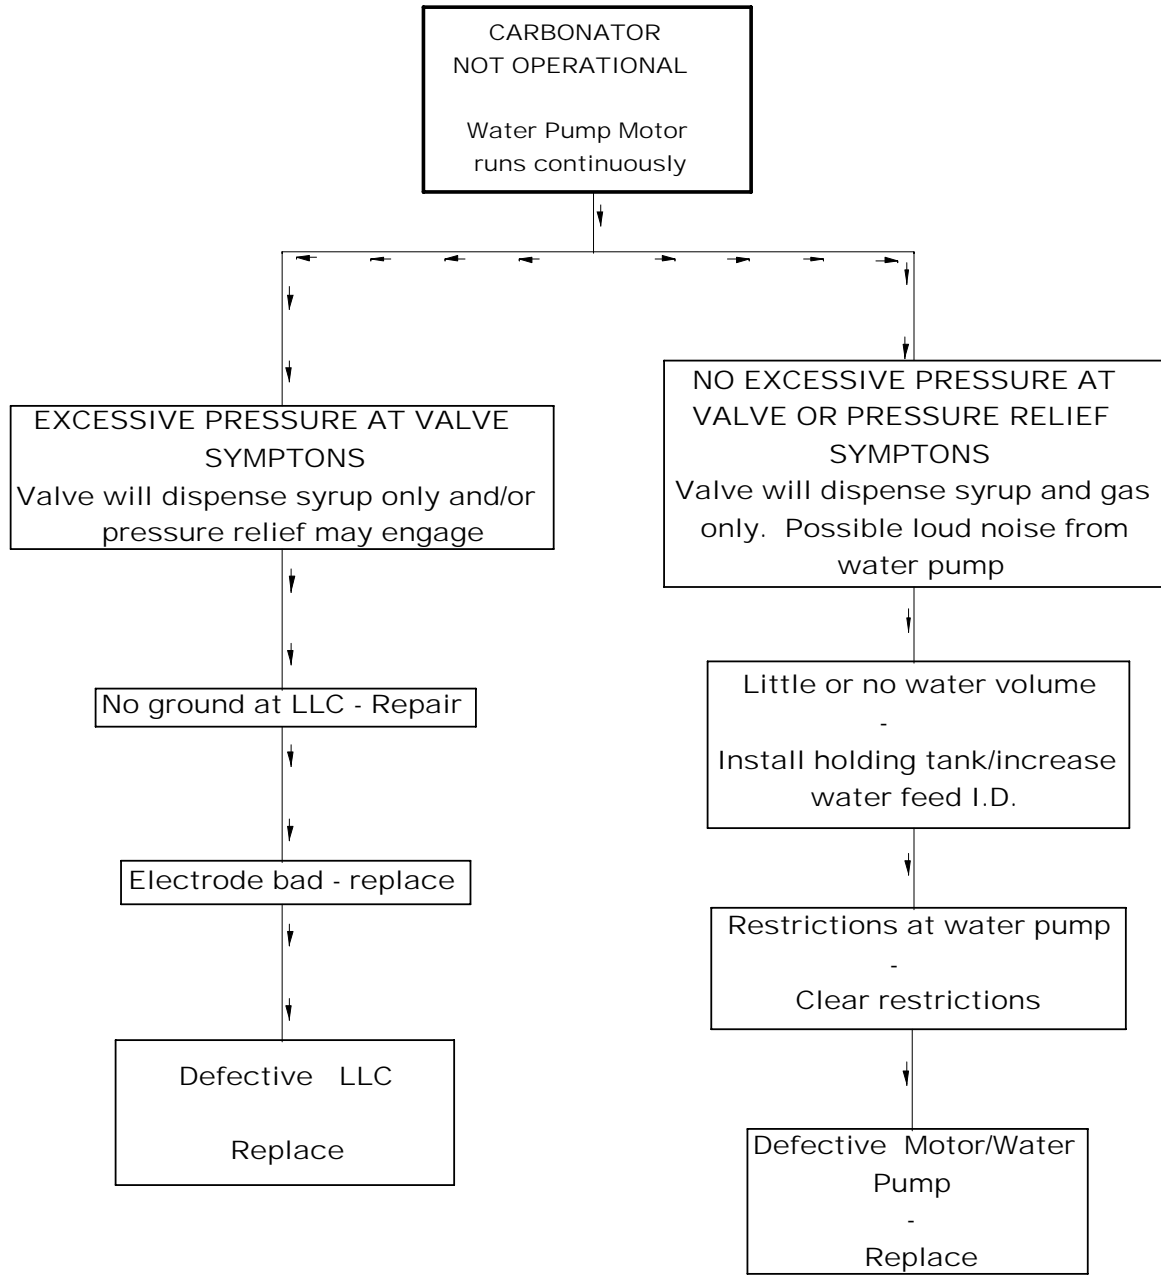 CARBONATOR
NOT OPERATIONAL
Water Pump Motor
runs continuously
EXCESSIVE PRESSURE AT VALVE
SYMPTONS
Valve will dispense syrup only and/or
pressure relief may engage
No ground at LLC - Repair
Electrode bad - replace
Defective LLC
Replace
NO EXCESSIVE PRESSURE AT
VALVE OR PRESSURE RELIEF
SYMPTONS
Valve will dispense syrup and gas
only. Possible loud noise from
water pump
Little or no water volume
-
Install holding tank/increase
water feed I.D.
Restrictions at water pump
-
Clear restrictions
Defective Motor/Water
Pump
-
Replace